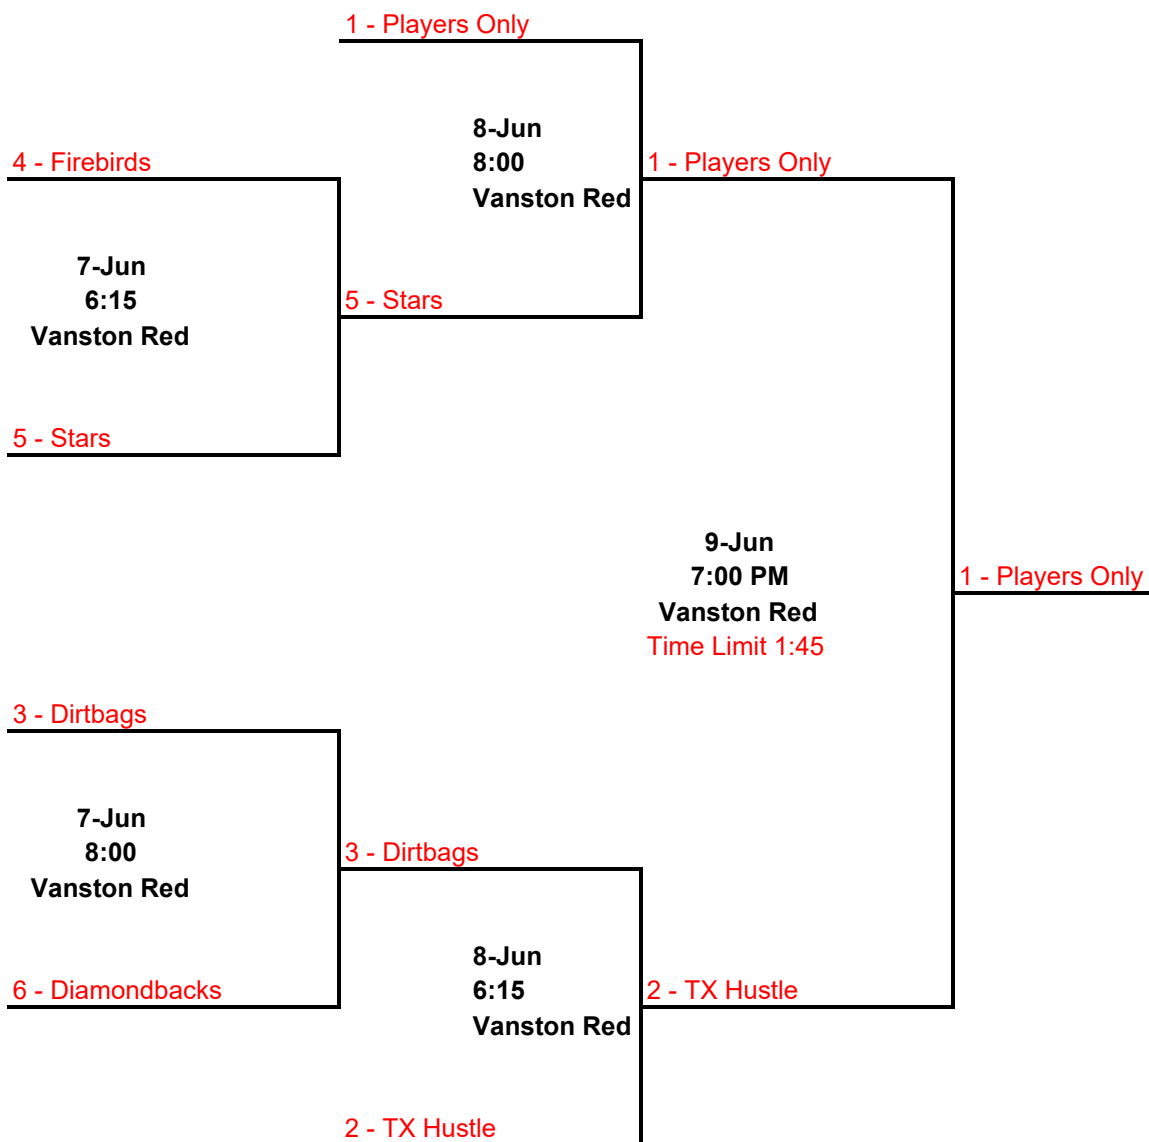 1 - Players Only
8-Jun
8:00
Vanston Red
4 - Firebirds
1 - Players Only
7-Jun
6:15
Vanston Red
5 - Stars
5 - Stars
9-Jun
7:00 PM
Vanston Red
Time Limit 1:45
1 - Players Only
3 - Dirtbags
7-Jun
8:00
Vanston Red
3 - Dirtbags
6 - Diamondbacks
8-Jun
6:15
Vanston Red
2 - TX Hustle
2 - TX Hustle